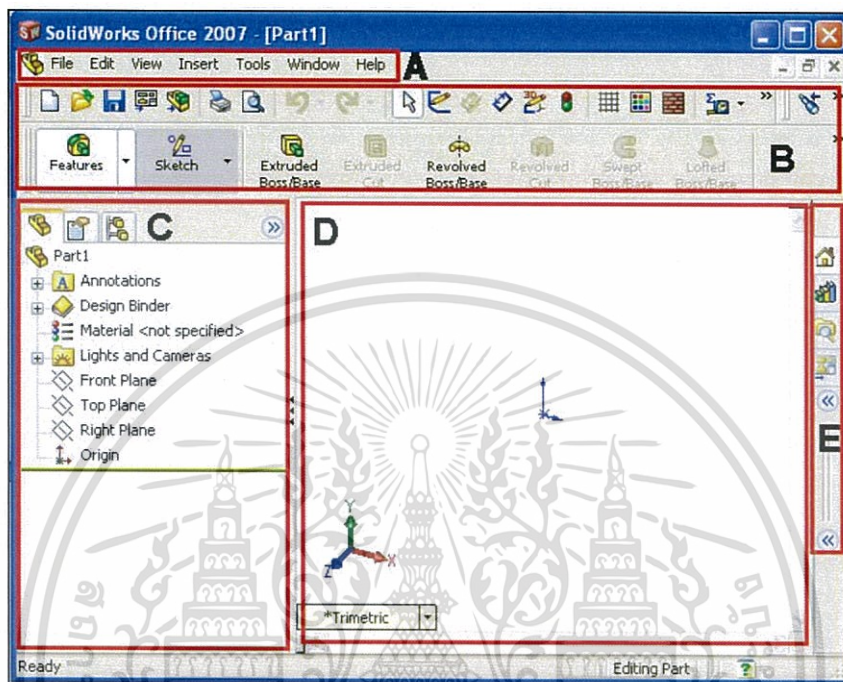 SolidWorks Office 2007 - [Part1]
File Edit View Insert Tools Window Help
A
Features
Sketch
Extruded Boss/Base
Extruded Cut
Revolved Boss/Base
Revolved Cut
Swept Boss/Base
Lofted Boss/Base
B
C
Part1
Annotations
Design Binder
Material <not specified>
Lights and Cameras
Front Plane
Top Plane
Right Plane
Origin
D
Y
X
Z
*Trimetric
E
Ready
Editing Part